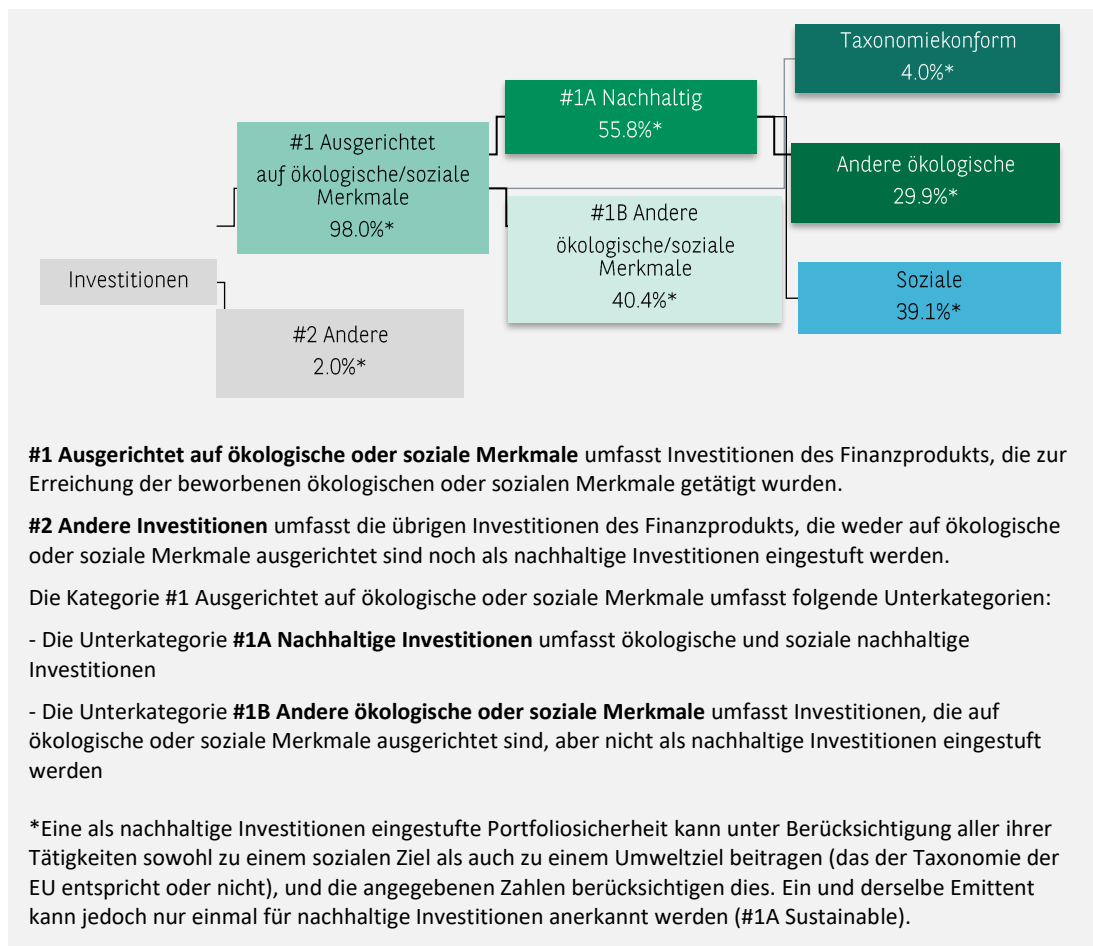 Taxonomiekonform
4.0%*
#1A Nachhaltig
55.8%*
#1 Ausgerichtet
auf ökologische/soziale
Merkmale
98.0%*
Andere ökologische
29.9%*
#1B Andere
ökologische/soziale
Merkmale
40.4%*
Investitionen
Soziale
39.1%*
#2 Andere
2.0%*
#1 Ausgerichtet auf ökologische oder soziale Merkmale umfasst Investitionen des Finanzprodukts, die zur
Erreichung der beworbenen ökologischen oder sozialen Merkmale getätigt wurden.
#2 Andere Investitionen umfasst die übrigen Investitionen des Finanzprodukts, die weder auf ökologische
oder soziale Merkmale ausgerichtet sind noch als nachhaltige Investitionen eingestuft werden.
Die Kategorie #1 Ausgerichtet auf ökologische oder soziale Merkmale umfasst folgende Unterkategorien:
- Die Unterkategorie #1A Nachhaltige Investitionen umfasst ökologische und soziale nachhaltige
Investitionen
- Die Unterkategorie #1B Andere ökologische oder soziale Merkmale umfasst Investitionen, die auf
ökologische oder soziale Merkmale ausgerichtet sind, aber nicht als nachhaltige Investitionen eingestuft
werden
*Eine als nachhaltige Investitionen eingestufte Portfoliosicherheit kann unter Berücksichtigung aller ihrer
Tätigkeiten sowohl zu einem sozialen Ziel als auch zu einem Umweltziel beitragen (das der Taxonomie der
EU entspricht oder nicht), und die angegebenen Zahlen berücksichtigen dies. Ein und derselbe Emittent
kann jedoch nur einmal für nachhaltige Investitionen anerkannt werden (#1A Sustainable).